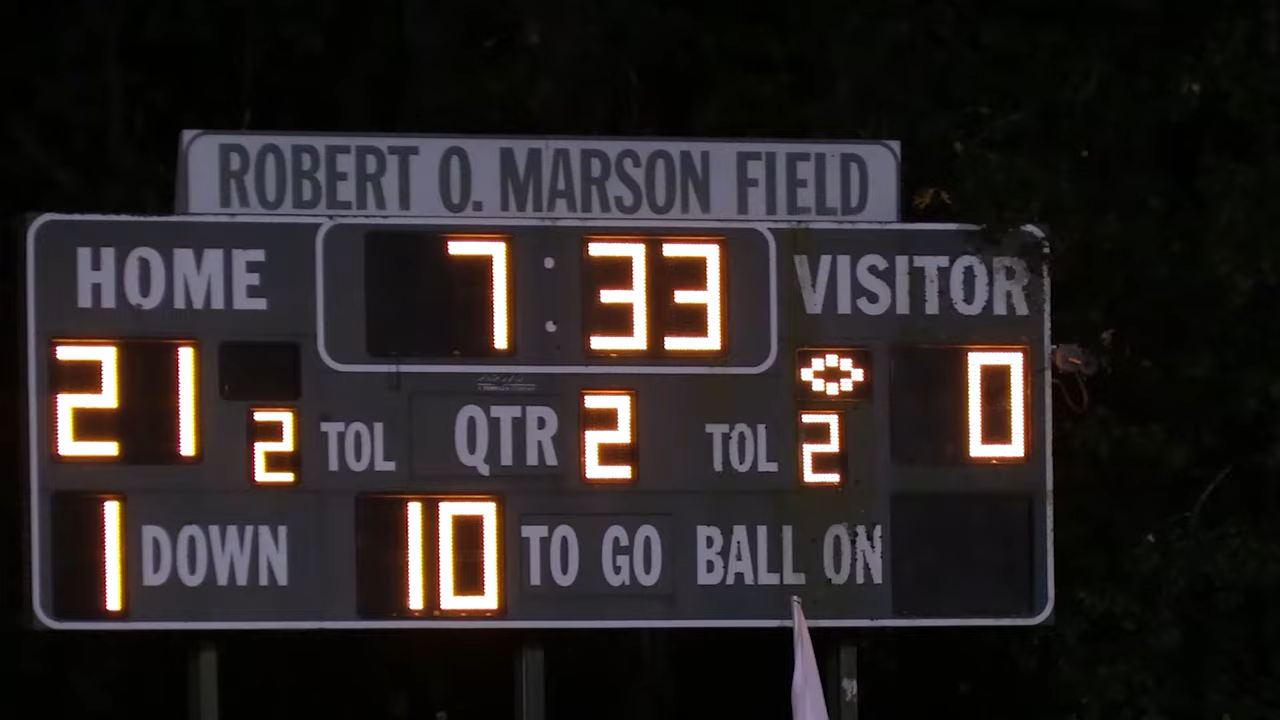 ROBERT O. MARSON FIELD
HOME 7:33 VISITOR
21 2 TOL QTR 2 TOL 2 0
1 DOWN 10 TO GO BALL ON